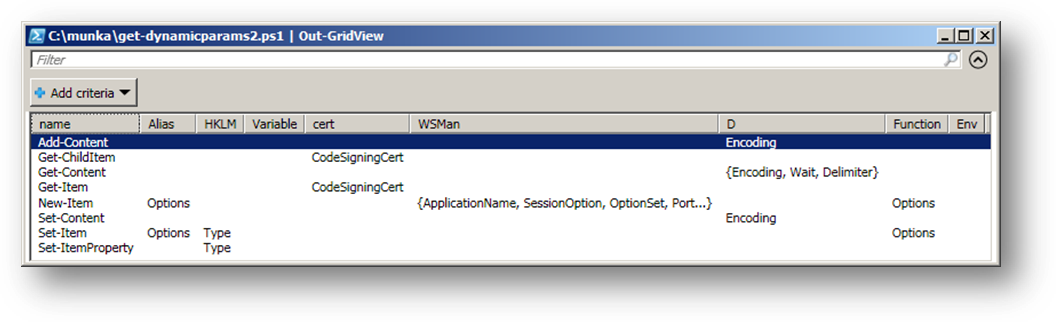 C:\munka\get-dynamicparams2.ps1 | Out-GridView
Filter
Add criteria
name Alias HKLM Variable cert WSMan D Function Env
Add-Content Encoding
Get-ChildItem CodeSigningCert
Get-Content {Encoding, Wait, Delimiter}
Get-Item CodeSigningCert
New-Item Options {ApplicationName, SessionOption, OptionSet, Port...} Options
Set-Content Encoding
Set-Item Options Type Options
Set-ItemProperty Type